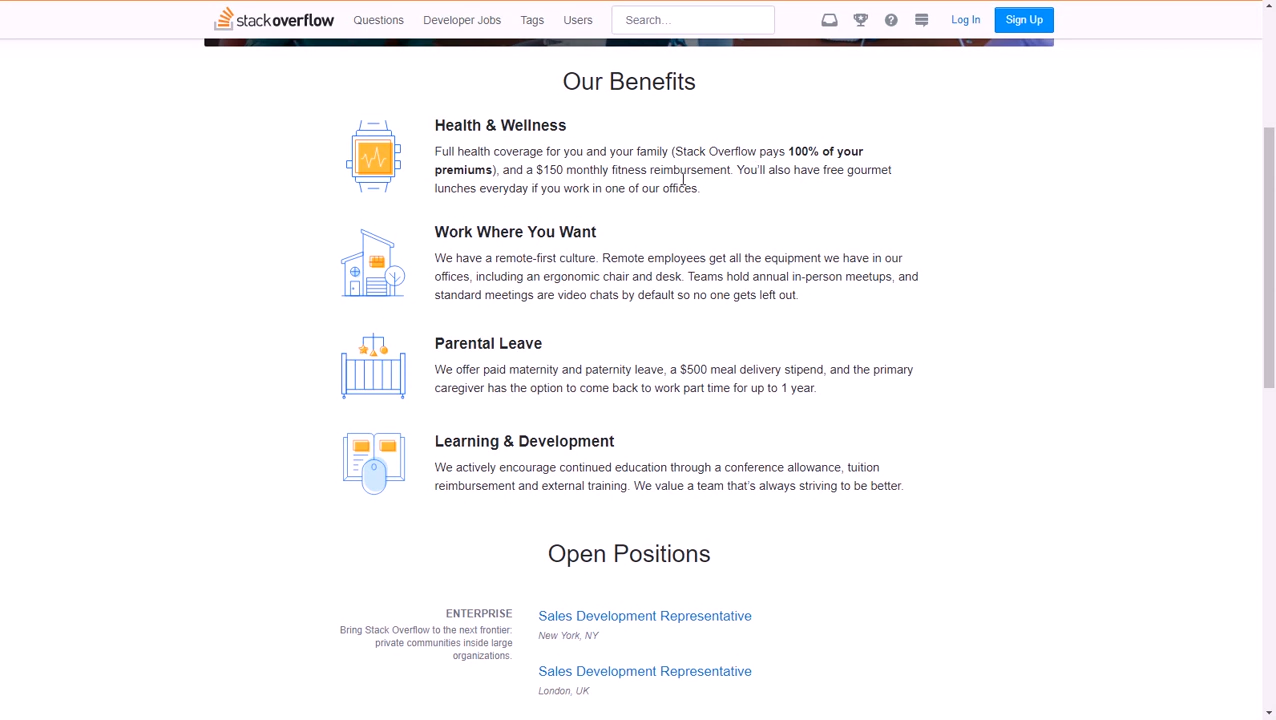 stackoverflow Questions Developer Jobs Tags Users Search... Log In Sign Up
Our Benefits
Health & Wellness
Full health coverage for you and your family (Stack Overflow pays 100% of your
premiums), and a $150 monthly fitness reimbursement. You’ll also have free gourmet
lunches everyday if you work in one of our offices.
Work Where You Want
We have a remote-first culture. Remote employees get all the equipment we have in our
offices, including an ergonomic chair and desk. Teams hold annual in-person meetups, and
standard meetings are video chats by default so no one gets left out.
Parental Leave
We offer paid maternity and paternity leave, a $500 meal delivery stipend, and the primary
caregiver has the option to come back to work part time for up to 1 year.
Learning & Development
We actively encourage continued education through a conference allowance, tuition
reimbursement and external training. We value a team that’s always striving to be better.
Open Positions
ENTERPRISE
Bring Stack Overflow to the next frontier:
private communities inside large
organizations.
Sales Development Representative
New York, NY
Sales Development Representative
London, UK